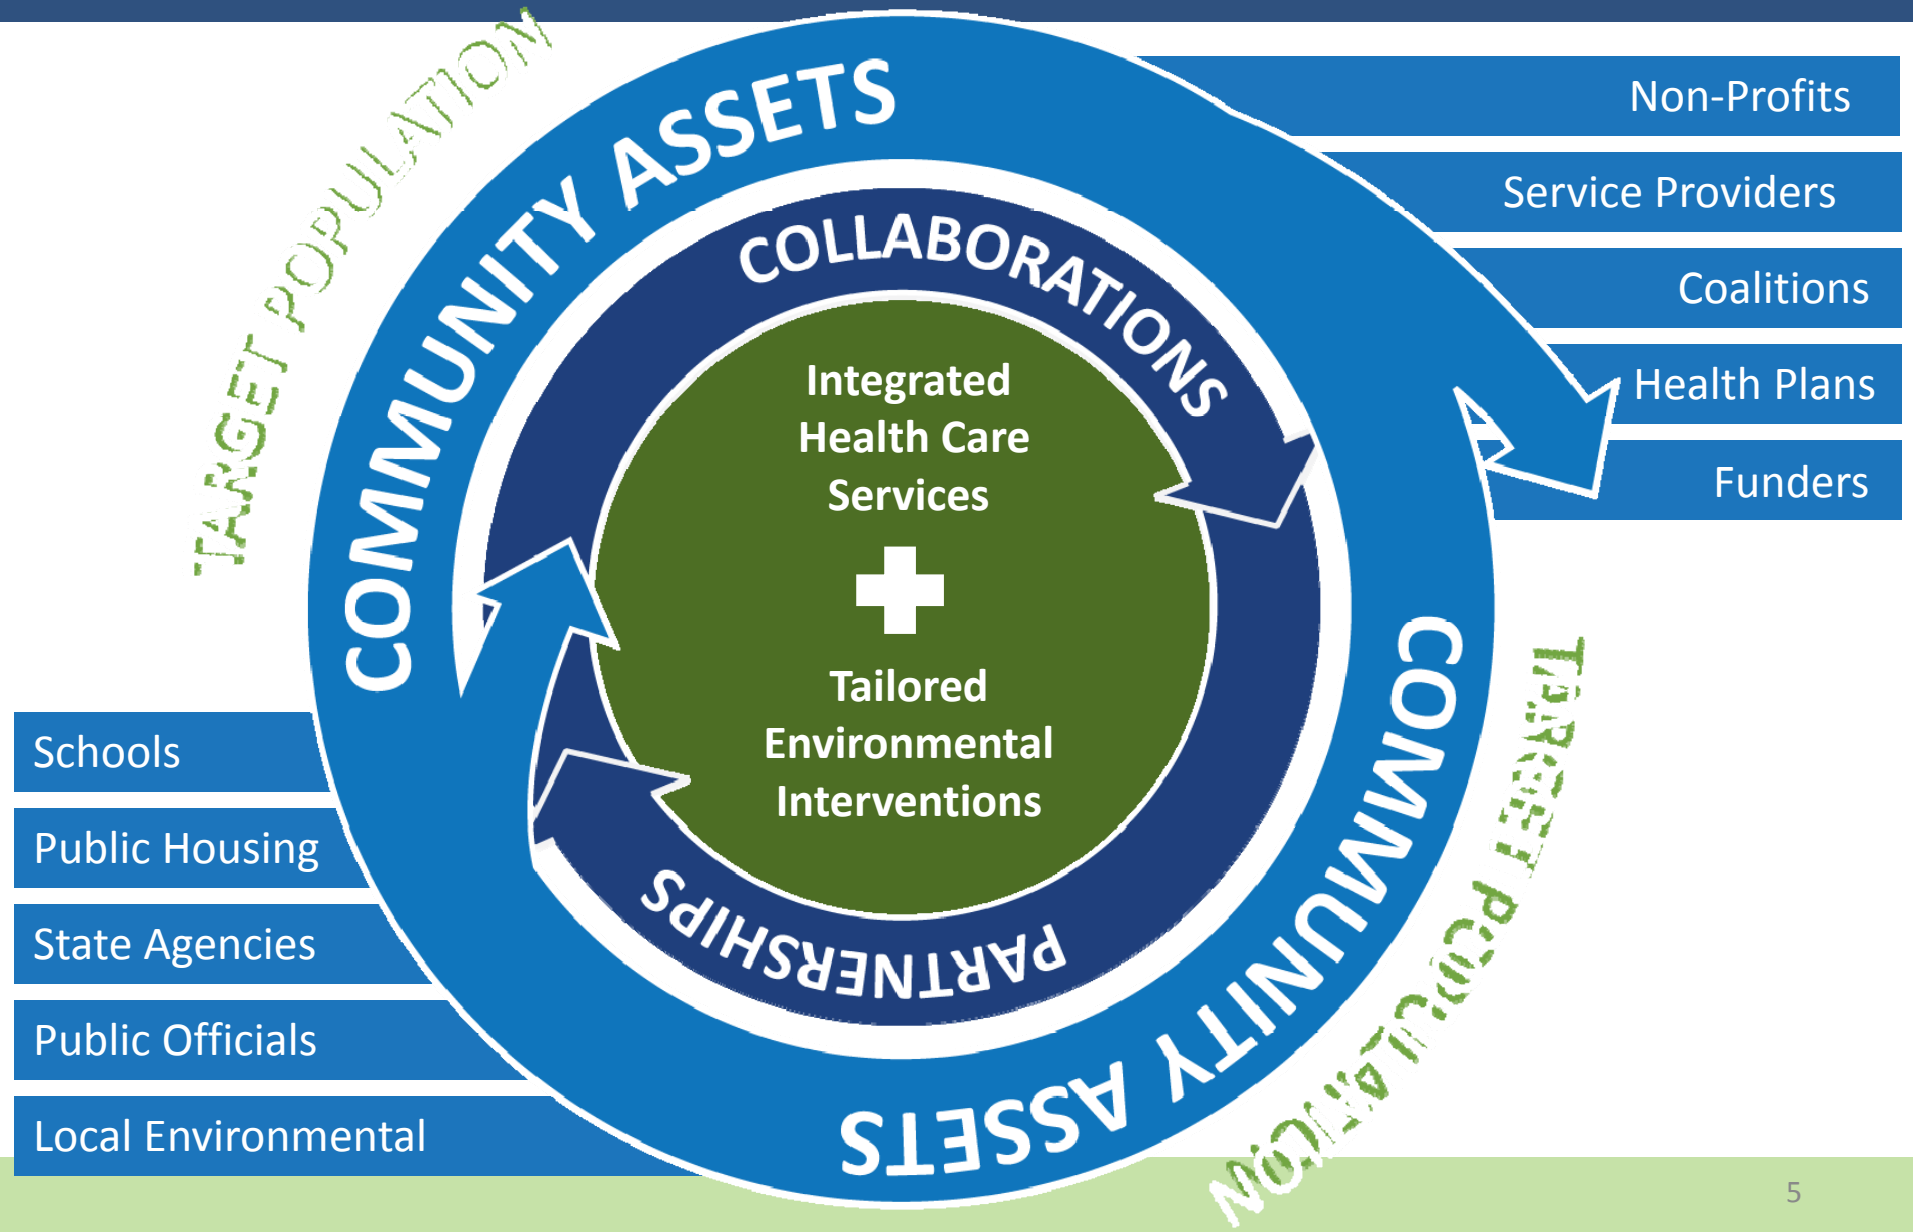 TARGET POPULATION
COMMUNITY ASSETS
COLLABORATIONS
Integrated
Health Care
Services
Tailored
Environmental
Interventions
PARTNERSHIPS
COMMUNITY ASSETS
TARGET POPULATION
Non-Profits
Service Providers
Coalitions
Health Plans
Funders
Schools
Public Housing
State Agencies
Public Officials
Local Environmental
5